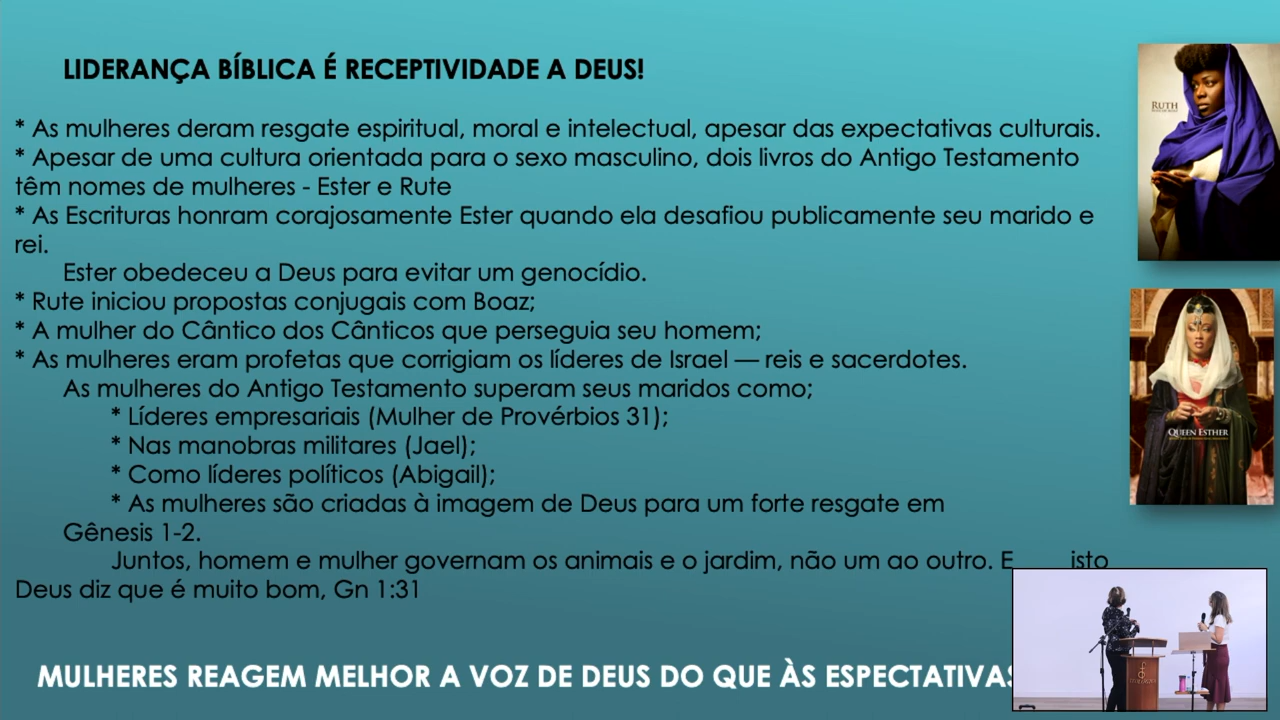 LIDERANÇA BÍBLICA É RECEPTIVIDADE A DEUS!
* As mulheres deram resgate espiritual, moral e intelectual, apesar das expectativas culturais.
* Apesar de uma cultura orientada para o sexo masculino, dois livros do Antigo Testamento
têm nomes de mulheres - Ester e Rute
* As Escrituras honram corajosamente Ester quando ela desafiou publicamente seu marido e
rei.
Ester obedeceu a Deus para evitar um genocídio.
* Rute iniciou propostas conjugais com Boaz;
* A mulher do Cântico dos Cânticos que perseguia seu homem;
* As mulheres eram profetas que corrigiam os líderes de Israel — reis e sacerdotes.
As mulheres do Antigo Testamento superam seus maridos como;
* Líderes empresariais (Mulher de Provérbios 31);
* Nas manobras militares (Jael);
* Como líderes políticos (Abigail);
* As mulheres são criadas à imagem de Deus para um forte resgate em
Gênesis 1-2.
Juntos, homem e mulher governam os animais e o jardim, não um ao outro. E isto
Deus diz que é muito bom, Gn 1:31
MULHERES REAGEM MELHOR A VOZ DE DEUS DO QUE ÀS ESPECTATIVAS
RUTH
QUEEN ESTHER